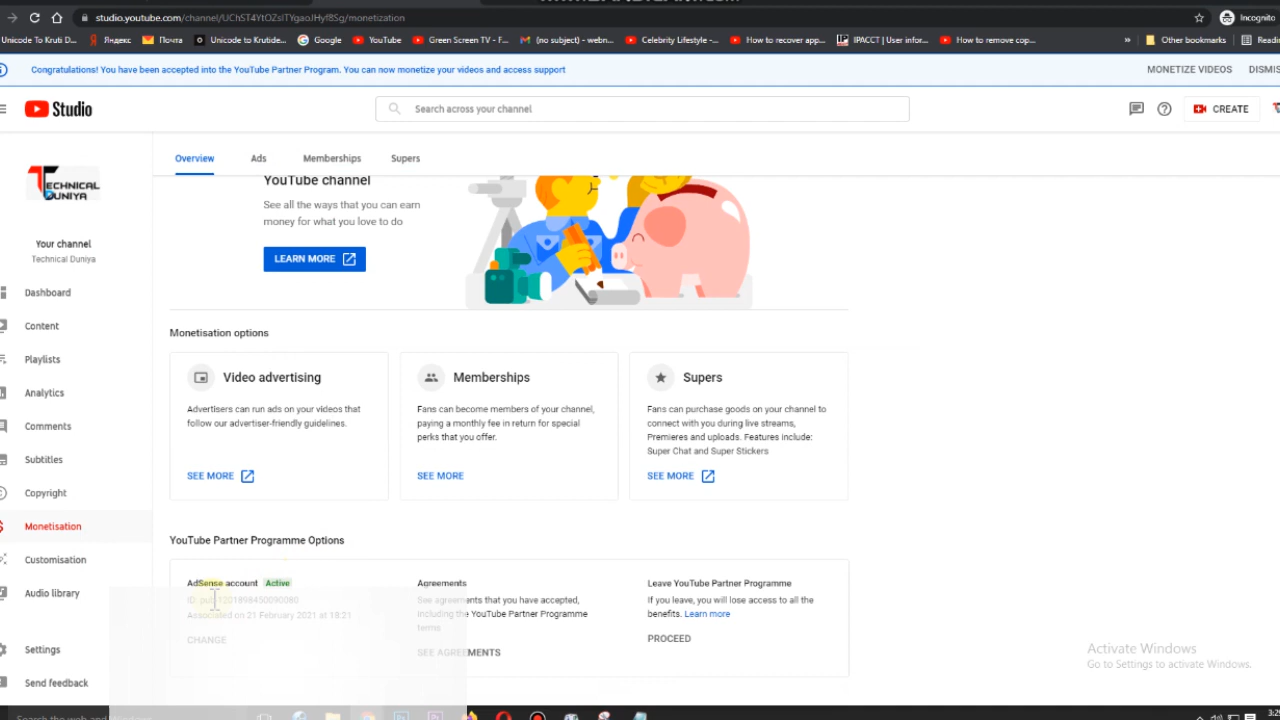 studio.youtube.com/channel/UChST4YtOZsITYgaoJHyf8Sg/monetization
Incognito
Unicode To Kruti D...
Яндекс
Почта
Unicode to Krutide...
Google
YouTube
Green Screen TV - F...
(no subject) - webn...
Celebrity Lifestyle -...
How to recover app...
IPACCT | User infor...
How to remove cop...
»
Other bookmarks
Readi
Congratulations! You have been accepted into the YouTube Partner Program. You can now monetize your videos and access support
MONETIZE VIDEOS
DISMIS
Studio
Search across your channel
CREATE
TECHNICAL
DUNIYA
Your channel
Technical Duniya
Dashboard
Content
Playlists
Analytics
Comments
Subtitles
Copyright
Monetisation
Customisation
Audio library
Settings
Send feedback
Overview
Ads
Memberships
Supers
YouTube channel
See all the ways that you can earn
money for what you love to do
LEARN MORE
Monetisation options
Video advertising
Advertisers can run ads on your videos that
follow our advertiser-friendly guidelines.
SEE MORE
Memberships
Fans can become members of your channel,
paying a monthly fee in return for special
perks that you offer.
SEE MORE
Supers
Fans can purchase goods on your channel to
connect with you during live streams,
Premieres and uploads. Features include:
Super Chat and Super Stickers
SEE MORE
YouTube Partner Programme Options
AdSense account
Active
Associated on 21 February 2021 at 18:21
CHANGE
Agreements
See agreements that you have accepted,
including the YouTube Partner Programme
terms
SEE AGREEMENTS
Leave YouTube Partner Programme
If you leave, you will lose access to all the
benefits. Learn more
PROCEED
Activate Windows
Go to Settings to activate Windows.
Search the web and Windows